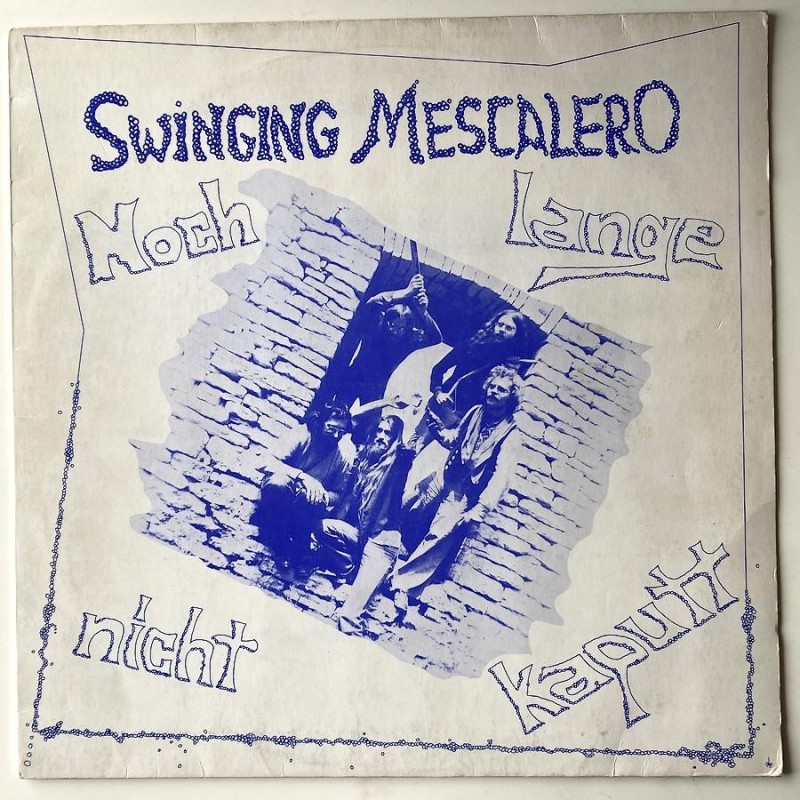 SWINGING MESCALERO
Noch lange
nicht kaputt